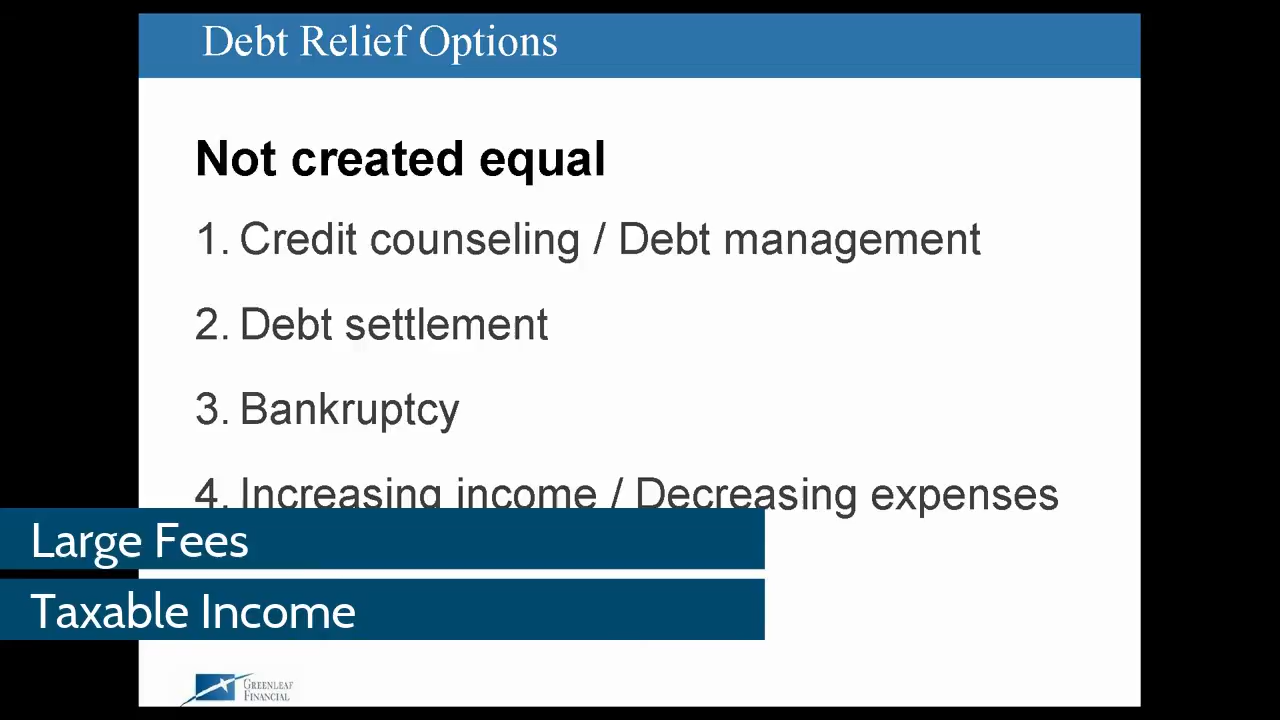 Debt Relief Options
Not created equal
1. Credit counseling / Debt management
2. Debt settlement
3. Bankruptcy
4. Increasing income / Decreasing expenses
Large Fees
Taxable Income
GREENLEAF
FINANCIAL